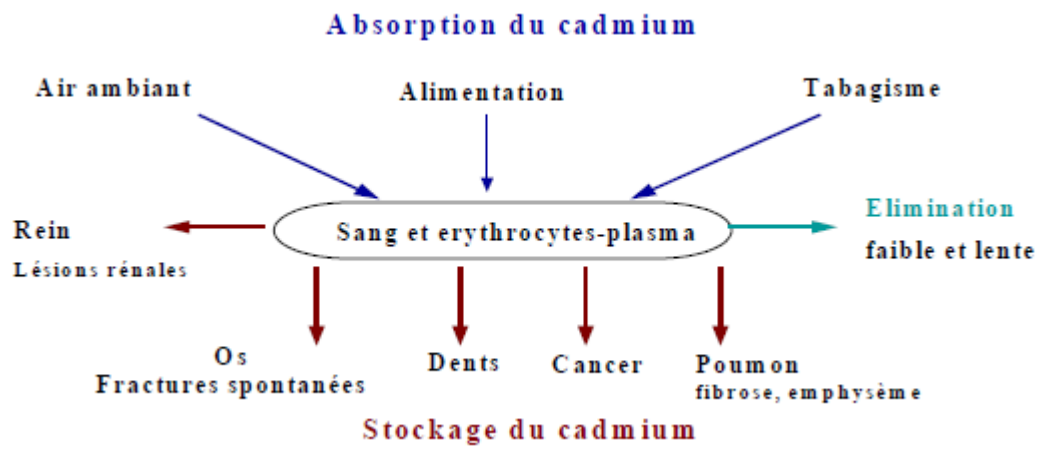 Absorption du cadmium
Air ambiant
Alimentation
Tabagisme
Sang et erythrocytes-plasma
Elimination
faible et lente
Rein
Lésions rénales
Os
Fractures spontanées
Dents
Cancer
Poumon
fibrose, emphysème
Stockage du cadmium